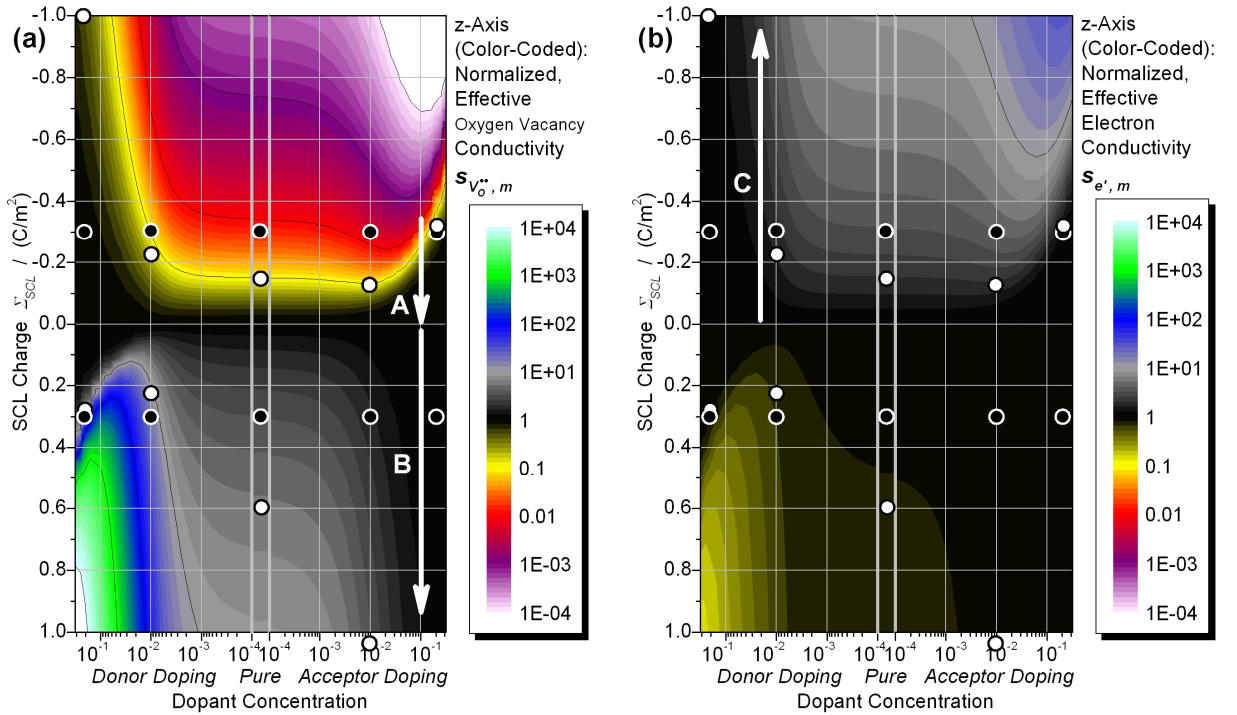 (a)
-1.0
-0.8
-0.6
-0.4
-0.2
0.0
0.2
0.4
0.6
0.8
1.0
SCL Charge Σ_SCL / (C/m²)
A
B
10⁻¹ 10⁻² 10⁻³ 10⁻⁴ 10⁻⁴ 10⁻³ 10⁻² 10⁻¹
Donor Doping Pure Acceptor Doping
Dopant Concentration
z-Axis
(Color-Coded):
Normalized,
Effective
Oxygen Vacancy
Conductivity
s_V_O^••, m
1E+04
1E+03
1E+02
1E+01
1
0.1
0.01
1E-03
1E-04
(b)
-1.0
-0.8
-0.6
-0.4
-0.2
0.0
0.2
0.4
0.6
0.8
1.0
SCL Charge Σ_SCL / (C/m²)
C
10⁻¹ 10⁻² 10⁻³ 10⁻⁴ 10⁻⁴ 10⁻³ 10⁻² 10⁻¹
Donor Doping Pure Acceptor Doping
Dopant Concentration
z-Axis
(Color-Coded):
Normalized,
Effective
Electron
Conductivity
s_e', m
1E+04
1E+03
1E+02
1E+01
1
0.1
0.01
1E-03
1E-04